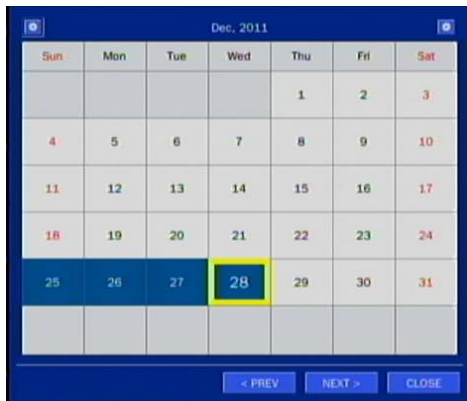 Dec, 2011
Sun Mon Tue Wed Thu Fri Sat
1 2 3
4 5 6 7 8 9 10
11 12 13 14 15 16 17
18 19 20 21 22 23 24
25 26 27 28 29 30 31
< PREV NEXT > CLOSE